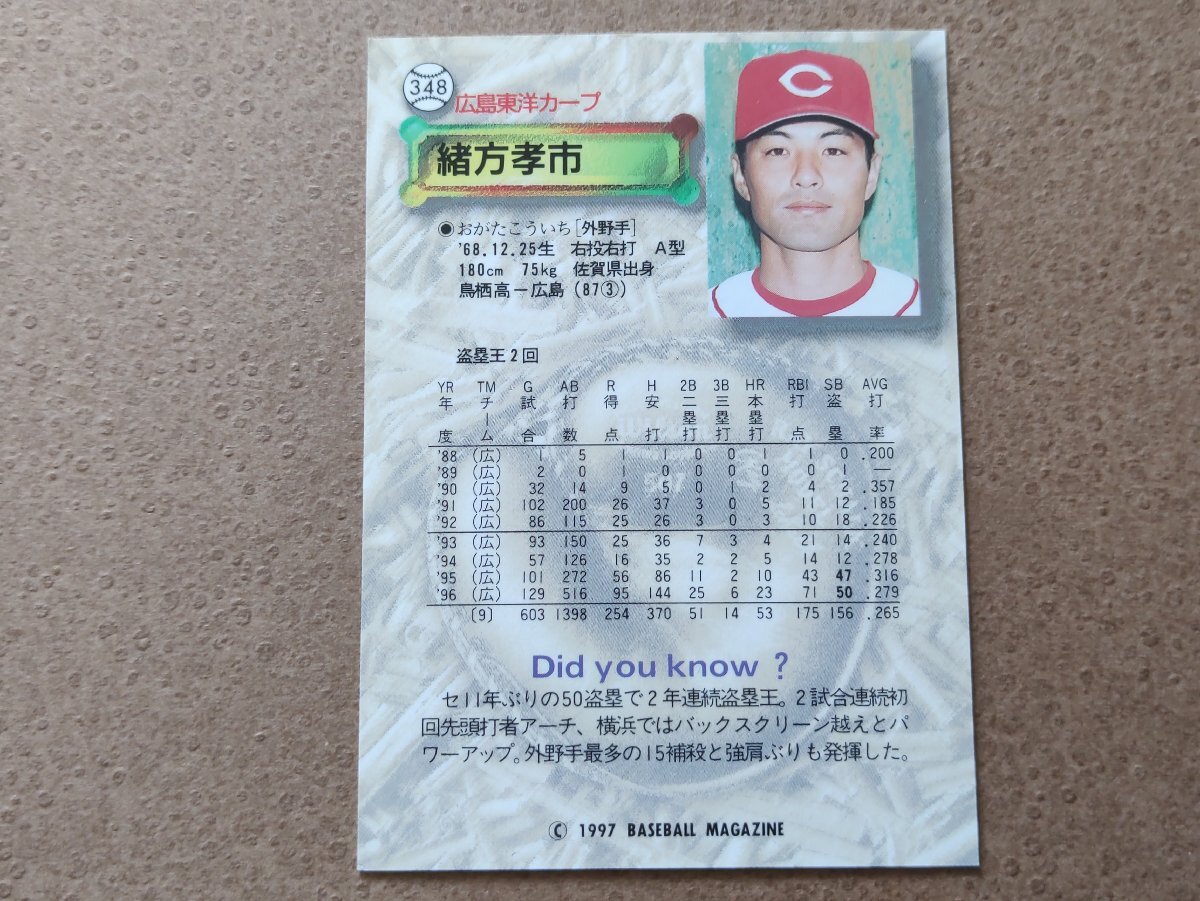 348
広島東洋カープ
C
緒方孝市
●おがたこういち[外野手]
'68.12.25生 右投右打 A型
180cm 75kg 佐賀県出身
鳥栖高ー広島(87③)
盗塁王2回
YR TM G AB R H 2B 3B HR RBI SB AVG
年度 チーム 試合 打数 得点 安打 二塁打 三塁打 本塁打 打点 盗塁 打率
'88 (広) 1 5 1 1 0 0 1 1 0 .200
'89 (広) 2 0 1 0 0 0 0 0 1 —
'90 (広) 32 14 9 5 0 1 2 4 2 .357
'91 (広) 102 200 26 37 3 0 5 11 12 .185
'92 (広) 86 115 25 26 3 0 3 10 18 .226
'93 (広) 93 150 25 36 7 3 4 21 14 .240
'94 (広) 57 126 16 35 2 2 5 14 12 .278
'95 (広) 101 272 56 86 11 2 10 43 47 .316
'96 (広) 129 516 95 144 25 6 23 71 50 .279
[9] 603 1398 254 370 51 14 53 175 156 .265
Did you know ?
セ11年ぶりの50盗塁で2年連続盗塁王。2試合連続初
回先頭打者アーチ、横浜ではバックスクリーン越えとパ
ワーアップ。外野手最多の15補殺と強肩ぶりも発揮した。
© 1997 BASEBALL MAGAZINE